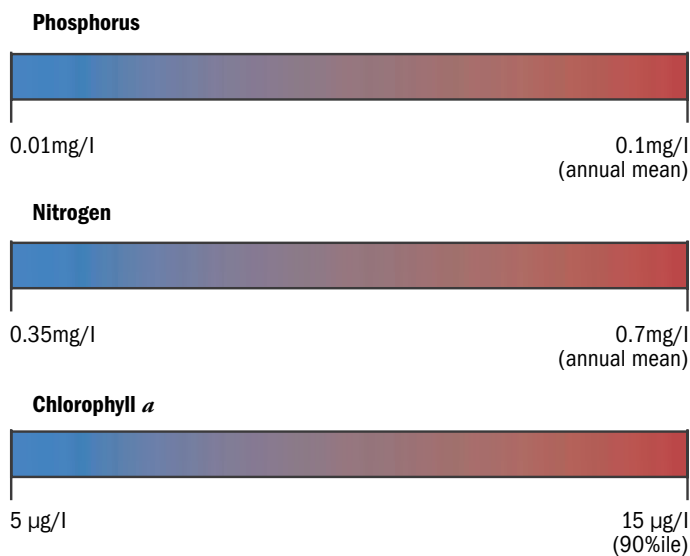 Phosphorus
0.01mg/l 0.1mg/l
(annual mean)
Nitrogen
0.35mg/l 0.7mg/l
(annual mean)
Chlorophyll a
5 µg/l 15 µg/l
(90%ile)